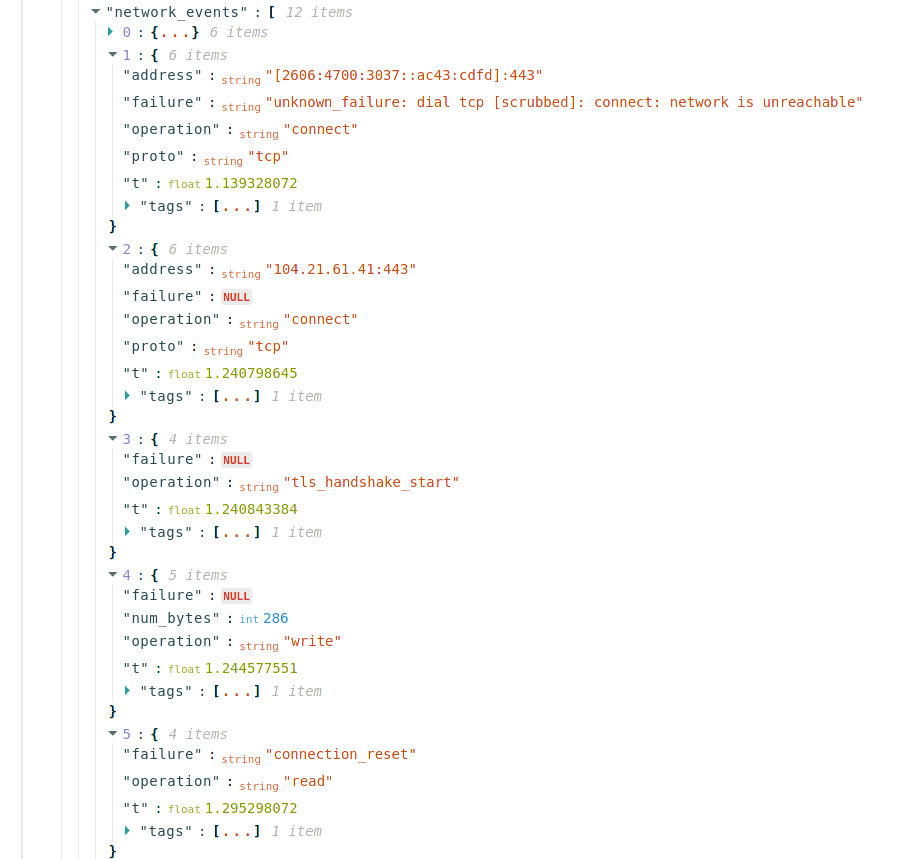 "network_events" : [ 12 items
0 : {...} 6 items
1 : { 6 items
"address" : string "[2606:4700:3037::ac43:cdfd]:443"
"failure" : string "unknown_failure: dial tcp [scrubbed]: connect: network is unreachable"
"operation" : string "connect"
"proto" : string "tcp"
"t" : float 1.139328072
"tags" : [...] 1 item
}
2 : { 6 items
"address" : string "104.21.61.41:443"
"failure" : NULL
"operation" : string "connect"
"proto" : string "tcp"
"t" : float 1.240798645
"tags" : [...] 1 item
}
3 : { 4 items
"failure" : NULL
"operation" : string "tls_handshake_start"
"t" : float 1.240843384
"tags" : [...] 1 item
}
4 : { 5 items
"failure" : NULL
"num_bytes" : int 286
"operation" : string "write"
"t" : float 1.244577551
"tags" : [...] 1 item
}
5 : { 4 items
"failure" : string "connection_reset"
"operation" : string "read"
"t" : float 1.295298072
"tags" : [...] 1 item
}